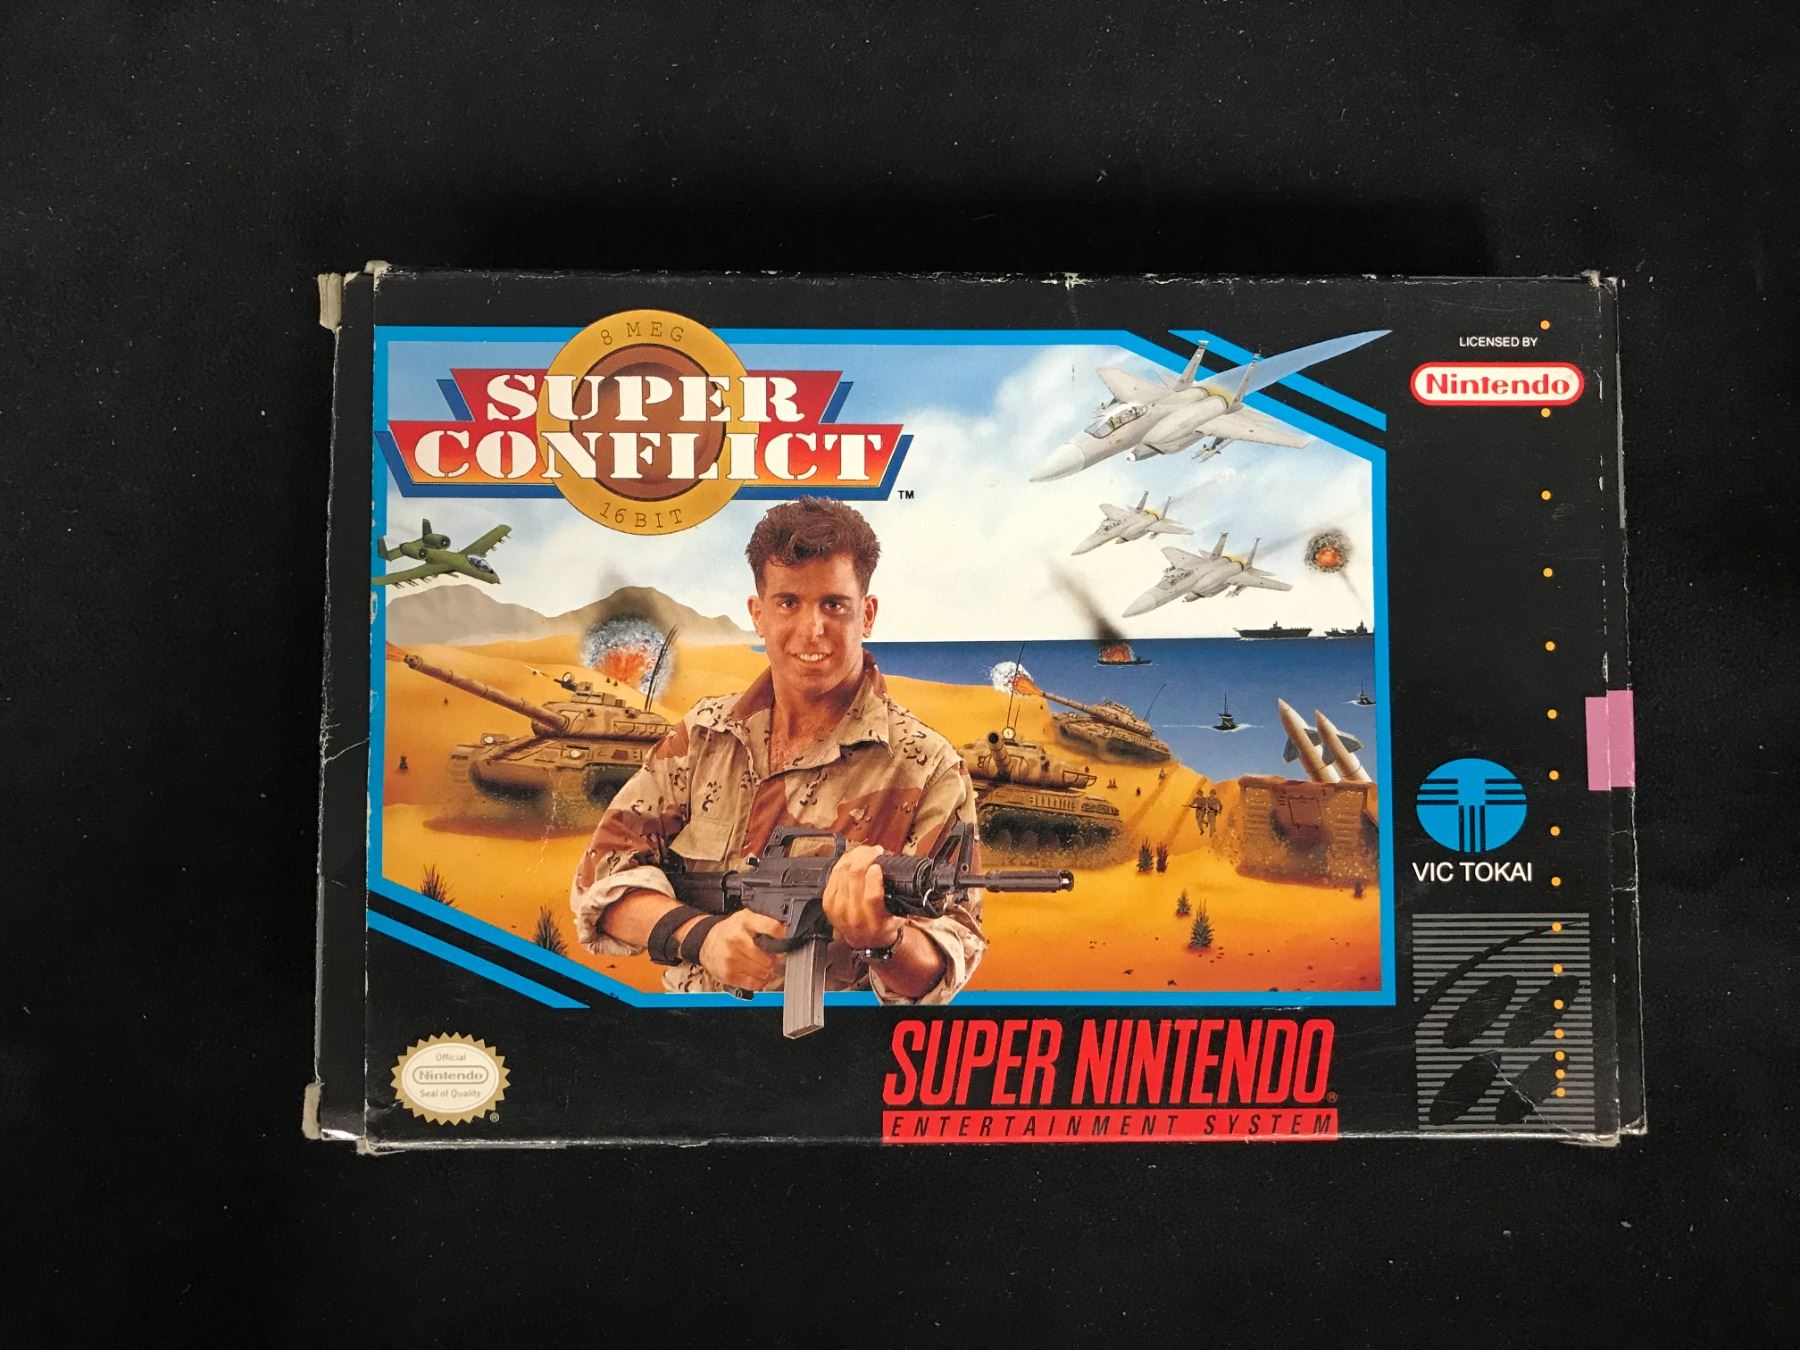 8 MEG
SUPER
CONFLICT
TM
16 BIT
LICENSED BY
Nintendo
VIC TOKAI
Official
Nintendo
Seal of Quality
®
SUPER NINTENDO®
ENTERTAINMENT SYSTEM